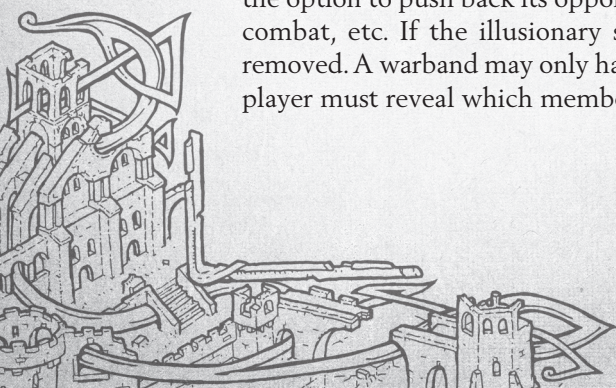 the option to push back its
combat, etc. If the illusionary
removed. A warband may only
player must reveal which